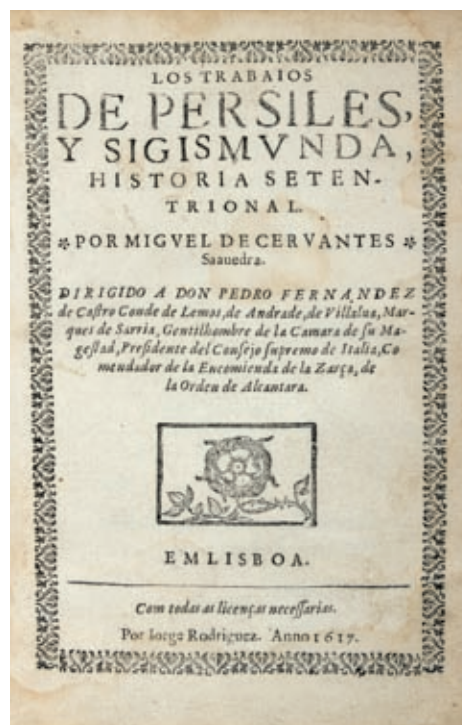 LOS TRABAIOS
DE PERSILES,
Y SIGISMVNDA,
HISTORIA SETEN-
TRIONAL.
POR MIGVEL DE CERVANTES
Saauedra.
DIRIGIDO A DON PEDRO FERNANDEZ
de Caſtro Conde de Lemos, de Andrade, de Villalua, Mar-
ques de Sarria, Gentilhombre de la Camara de ſu Ma-
geſtad, Preſidente del Conſejo ſupremo de Italia, Co
mendador de la Encomienda de la Zarça, de
la Orden de Alcantara.
EM LISBOA.
Com todas as licenças neceſſarias.
Por Iorge Rodriguez. Anno 1617.